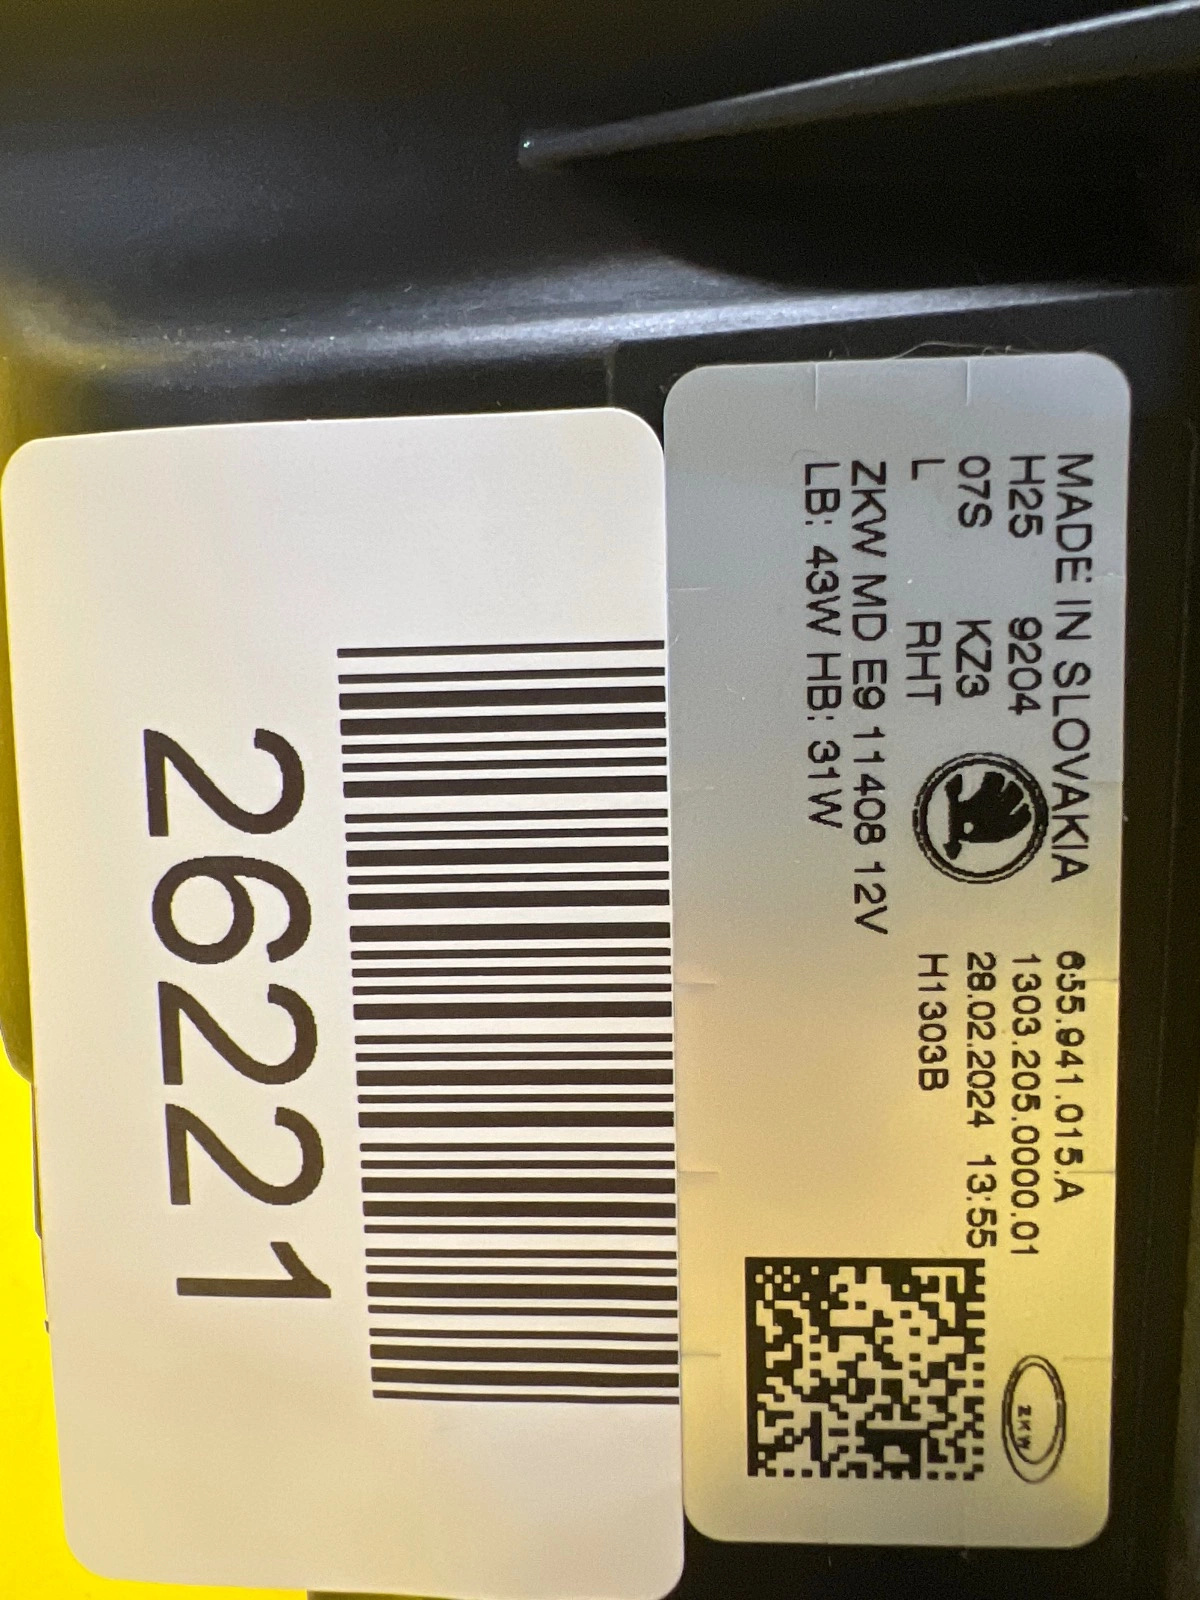 MADE IN SLOVAKIA 655.941.015.A
H25 9204 1303.205.0000.01
07S KZ3 28.02.2024 13:55
L RHT H1303B
ZKW MD E9 11408 12V
LB: 43W HB: 31W
ZKW
26221